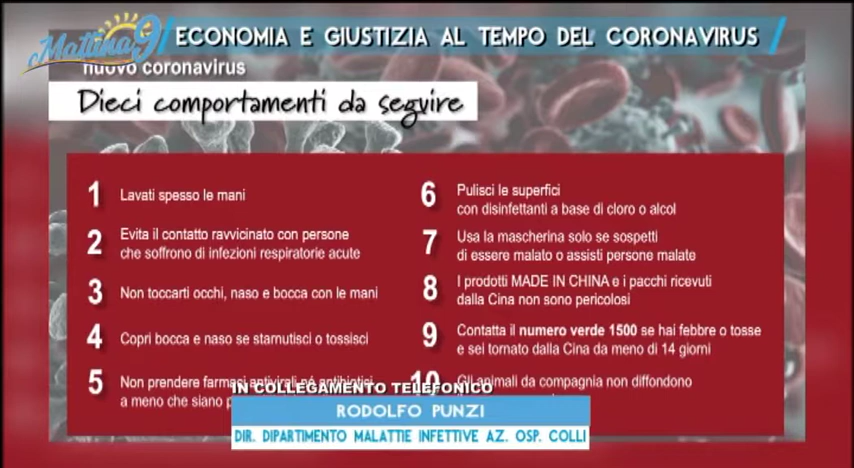 Mattina 9
ECONOMIA E GIUSTIZIA AL TEMPO DEL CORONAVIRUS
nuovo coronavirus
Dieci comportamenti da seguire
1 Lavati spesso le mani
2 Evita il contatto ravvicinato con persone
che soffrono di infezioni respiratorie acute
3 Non toccarti occhi, naso e bocca con le mani
4 Copri bocca e naso se starnutisci o tossisci
5 Non prendere farmaci antivirali né antibiotici
a meno che siano
6 Pulisci le superfici
con disinfettanti a base di cloro o alcol
7 Usa la mascherina solo se sospetti
di essere malato o assisti persone malate
8 I prodotti MADE IN CHINA e i pacchi ricevuti
dalla Cina non sono pericolosi
9 Contatta il numero verde 1500 se hai febbre o tosse
e sei tornato dalla Cina da meno di 14 giorni
10 Gli animali da compagnia non diffondono
IN COLLEGAMENTO TELEFONICO
RODOLFO PUNZI
DIR. DIPARTIMENTO MALATTIE INFETTIVE AZ. OSP. COLLI